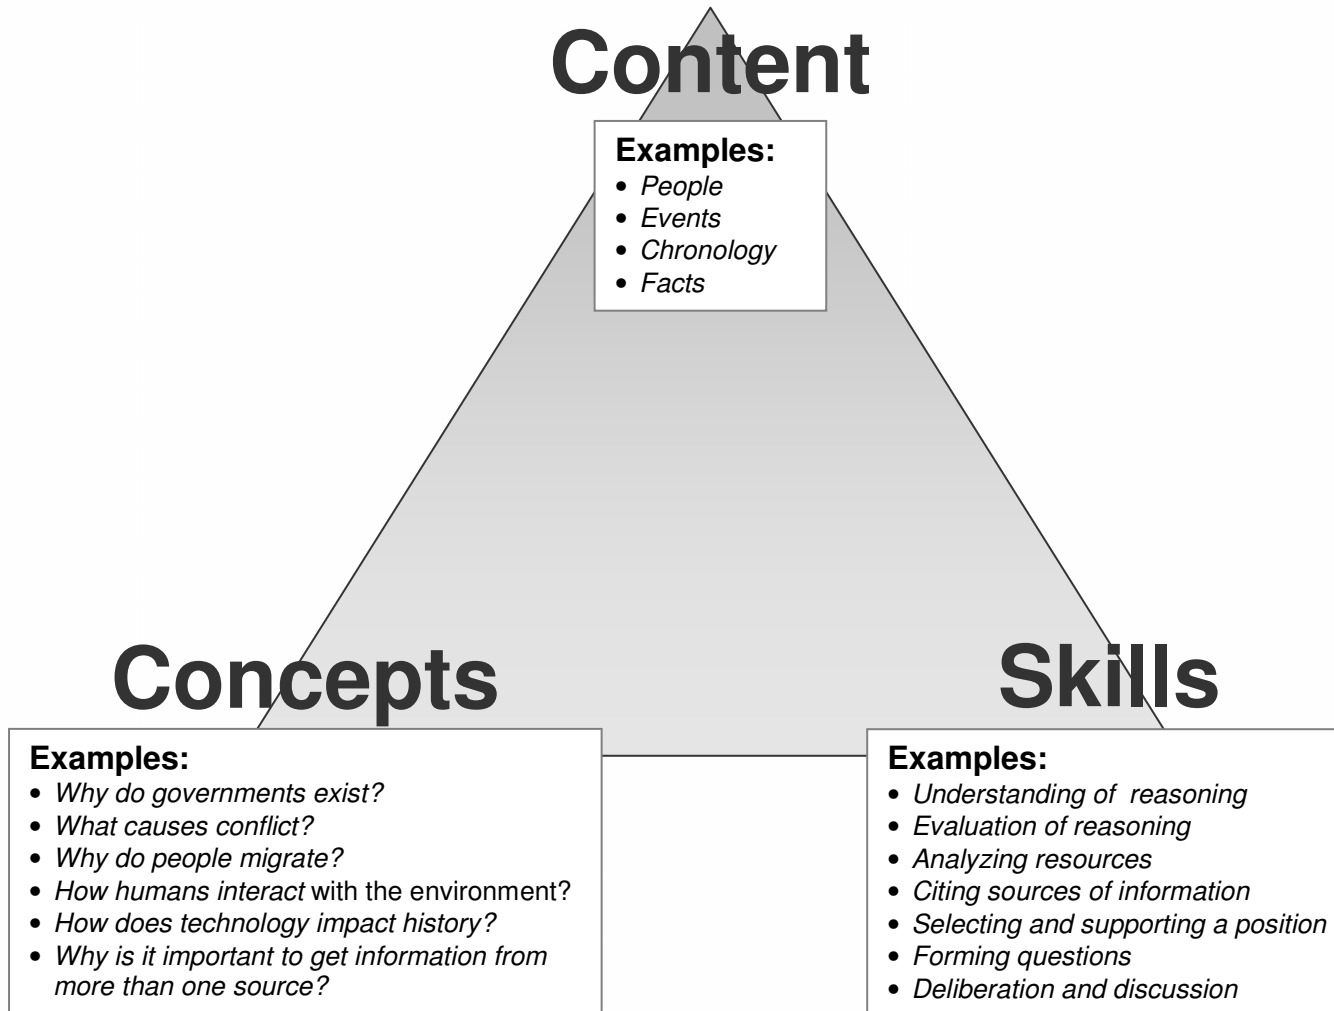 Content
Examples:
• People
• Events
• Chronology
• Facts
Concepts
Examples:
• Why do governments exist?
• What causes conflict?
• Why do people migrate?
• How humans interact with the environment?
• How does technology impact history?
• Why is it important to get information from
more than one source?
Skills
Examples:
• Understanding of  reasoning
• Evaluation of reasoning
• Analyzing resources
• Citing sources of information
• Selecting and supporting a position
• Forming questions
• Deliberation and discussion